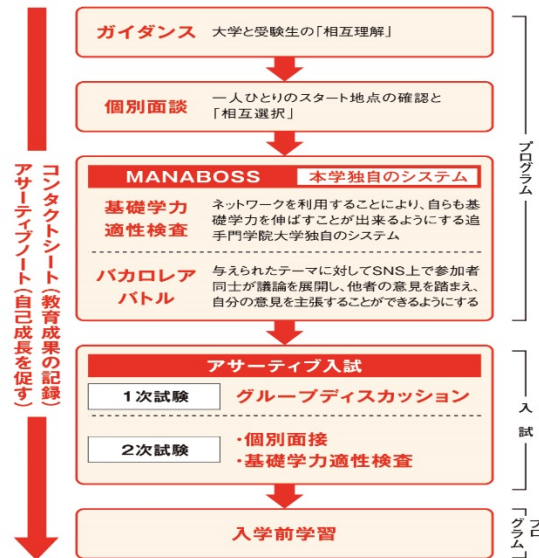 ガイダンス
大学と受験生の「相互理解」
個別面談
一人ひとりのスタート地点の確認と
「相互選択」
MANABOSS
本学独自のシステム
基礎学力
適性検査
ネットワークを利用することにより、自らも基
礎学力を伸ばすことが出来るようにする追
手門学院大学独自のシステム
バカロレア
バトル
与えられたテーマに対してSNS上で参加者
同士が議論を展開し、他者の意見を踏まえ、
自分の意見を主張することができるようにする
プログラム
コンタクトシート(教育成果の記録)
アサーティブノート(自己成長を促す)
アサーティブ入試
1次試験
グループディスカッション
2次試験
・個別面接
・基礎学力適性検査
入試
入学前学習
プロ
グラム